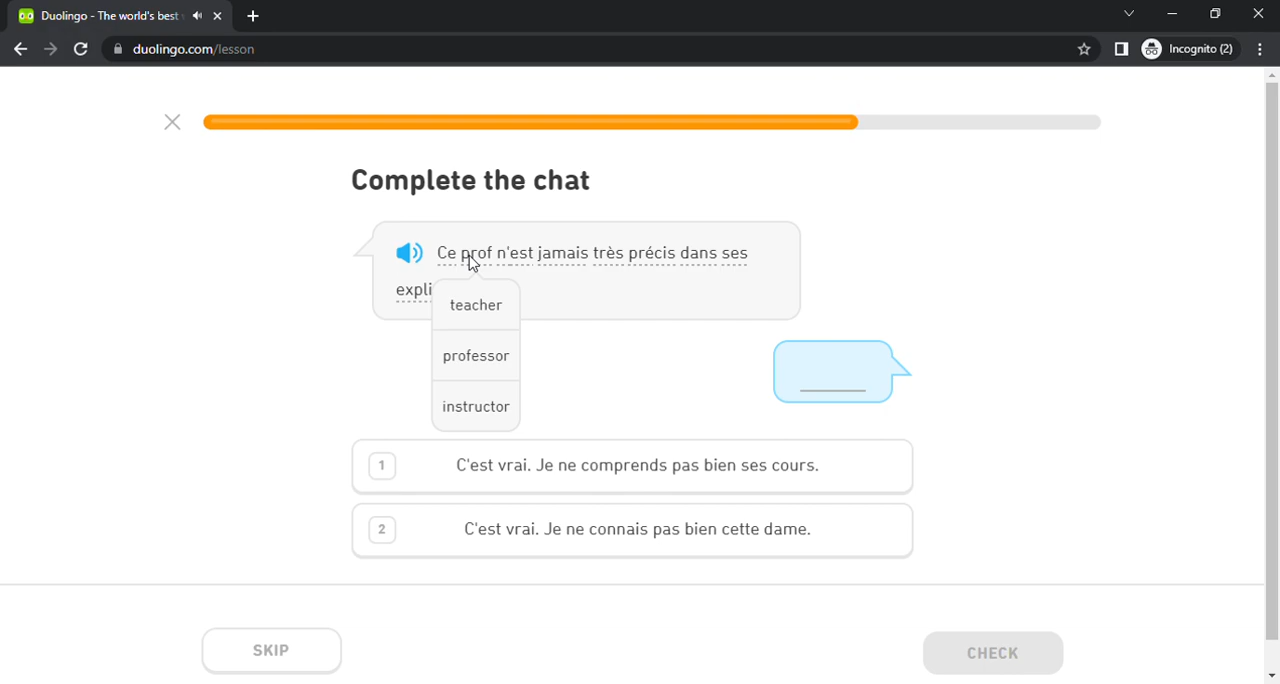 Duolingo - The world's best
duolingo.com/lesson
Incognito (2)
Complete the chat
Ce prof n'est jamais très précis dans ses
expli
teacher
professor
instructor
1 C'est vrai. Je ne comprends pas bien ses cours.
2 C'est vrai. Je ne connais pas bien cette dame.
SKIP
CHECK